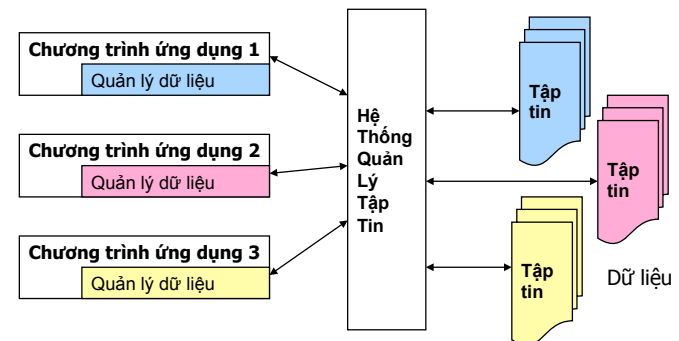 Chương trình ứng dụng 1
Quản lý dữ liệu
Chương trình ứng dụng 2
Quản lý dữ liệu
Chương trình ứng dụng 3
Quản lý dữ liệu
Hệ
Thống
Quản
Lý
Tập
Tin
Tập
tin
Tập
tin
Tập
tin
Dữ liệu